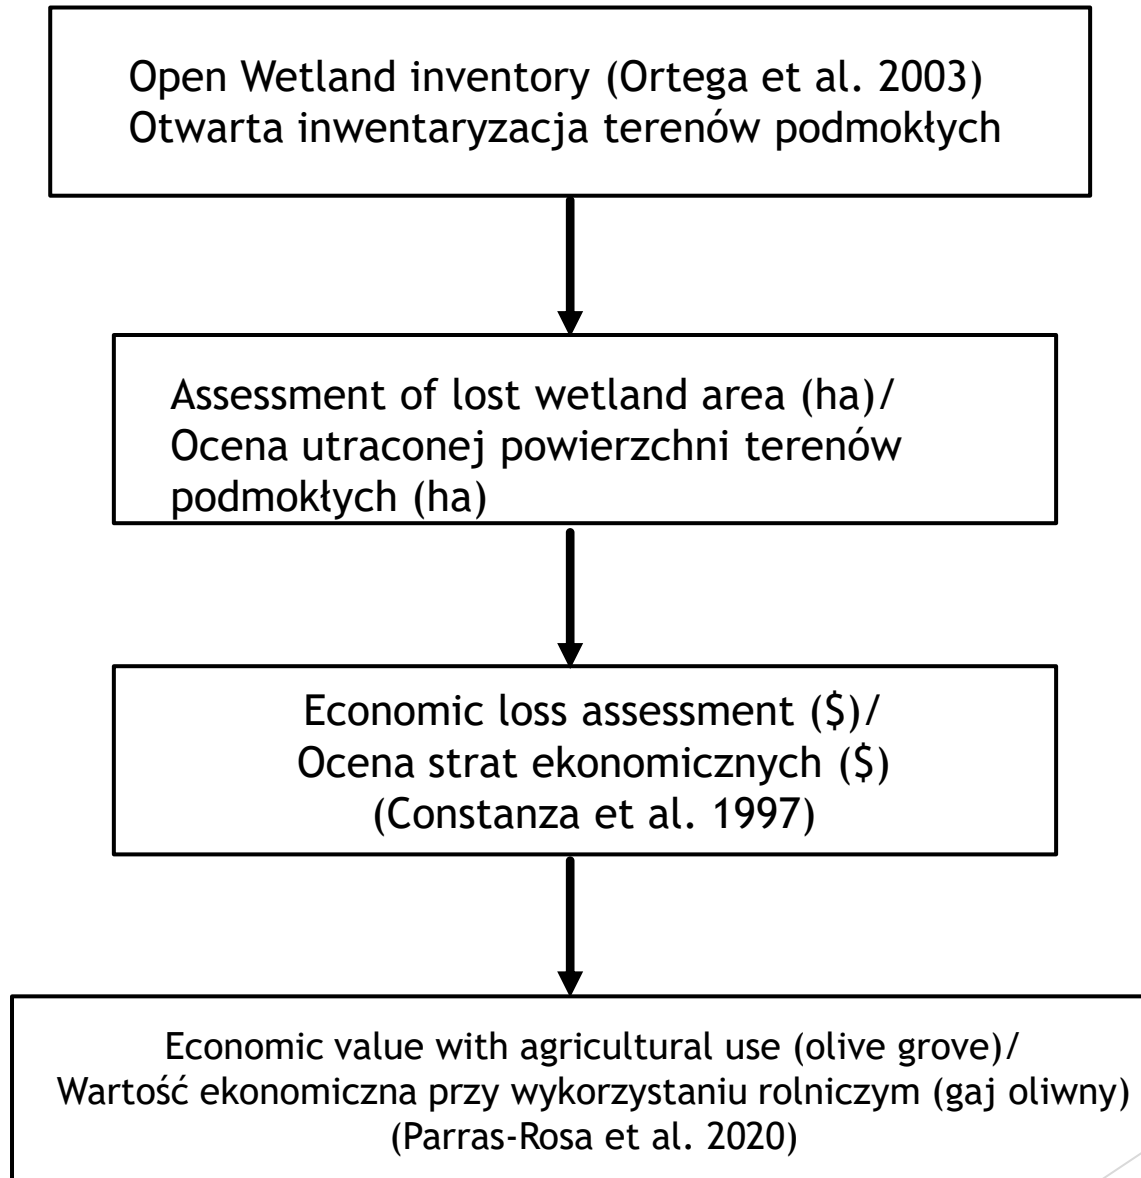 Open Wetland inventory (Ortega et al. 2003)
Otwarta inwentaryzacja terenów podmokłych
Assessment of lost wetland area (ha)/
Ocena utraconej powierzchni terenów
podmokłych (ha)
Economic loss assessment ($)/
Ocena strat ekonomicznych ($)
(Constanza et al. 1997)
Economic value with agricultural use (olive grove)/
Wartość ekonomiczna przy wykorzystaniu rolniczym (gaj oliwny)
(Parras-Rosa et al. 2020)